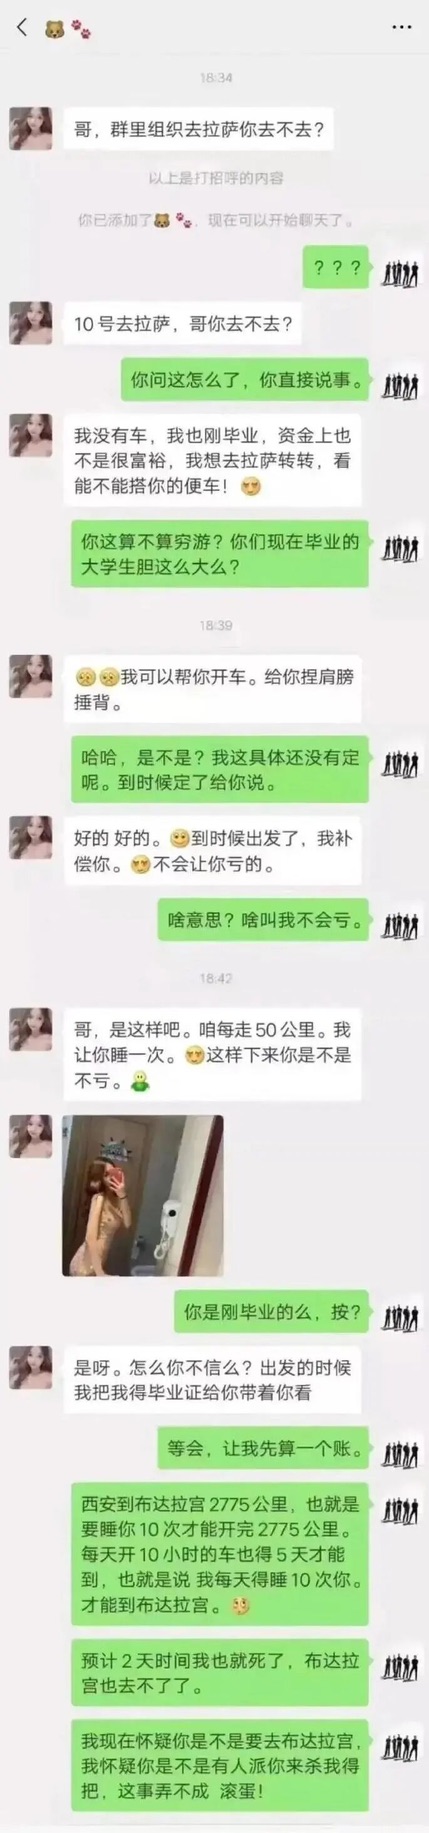 18:34
哥，群里组织去拉萨你去不去？
以上是打招呼的内容
你已添加了🐻🐾，现在可以开始聊天了。
？？？
10号去拉萨，哥你去不去？
你问这怎么了，你直接说事。
我没有车，我也刚毕业，资金上也
不是很富裕，我想去拉萨转转，看
能不能搭你的便车！
你这算不算穷游？你们现在毕业的
大学生胆这么大么？
18:39
我可以帮你开车。给你捏肩膀
捶背。
哈哈，是不是？我这具体还没有定
呢。到时候定了给你说。
好的 好的。到时候出发了，我补
偿你。不会让你亏的。
啥意思？啥叫我不会亏。
18:42
哥，是这样吧。咱每走50公里。我
让你睡一次。这样下来你是不是
不亏。
你是刚毕业的么，按？
是呀。怎么你不信么？出发的时候
我把我得毕业证给你带着你看
等会，让我先算一个账。
西安到布达拉宫2775公里，也就是
要睡你10次才能开完2775公里。
每天开10小时的车也得5天才能
到，也就是说 我每天得睡10次你。
才能到布达拉宫。
预计2天时间我也就死了，布达拉
宫也去不了了。
我现在怀疑你是不是要去布达拉宫，
我怀疑你是不是有人派你来杀我得
把，这事弄不成 滚蛋！